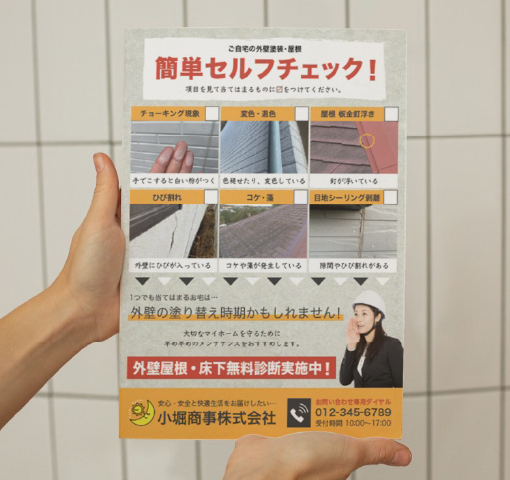 ご自宅の外壁塗装・屋根
簡単セルフチェック!
項目を見て当てはまるものに☑をつけてください。
チョーキング現象
変色・退色
屋根 板金釘浮き
手でこすると白い粉がつく
色褪せたり、変色している
釘が浮いている
ひび割れ
コケ・藻
目地シーリング剥離
外壁にひびが入っている
コケや藻が発生している
隙間やひび割れがある
1つでも当てはまるお宅は…
外壁の塗り替え時期かもしれません!
大切なマイホームを守るために
早め早めのメンテナンスをおすすめします。
外壁屋根・床下無料診断実施中!
安心・安全と快適生活をお届けしたい…
小堀商事株式会社
お問い合わせ専用ダイヤル
012-345-6789
受付時間 10:00〜17:00